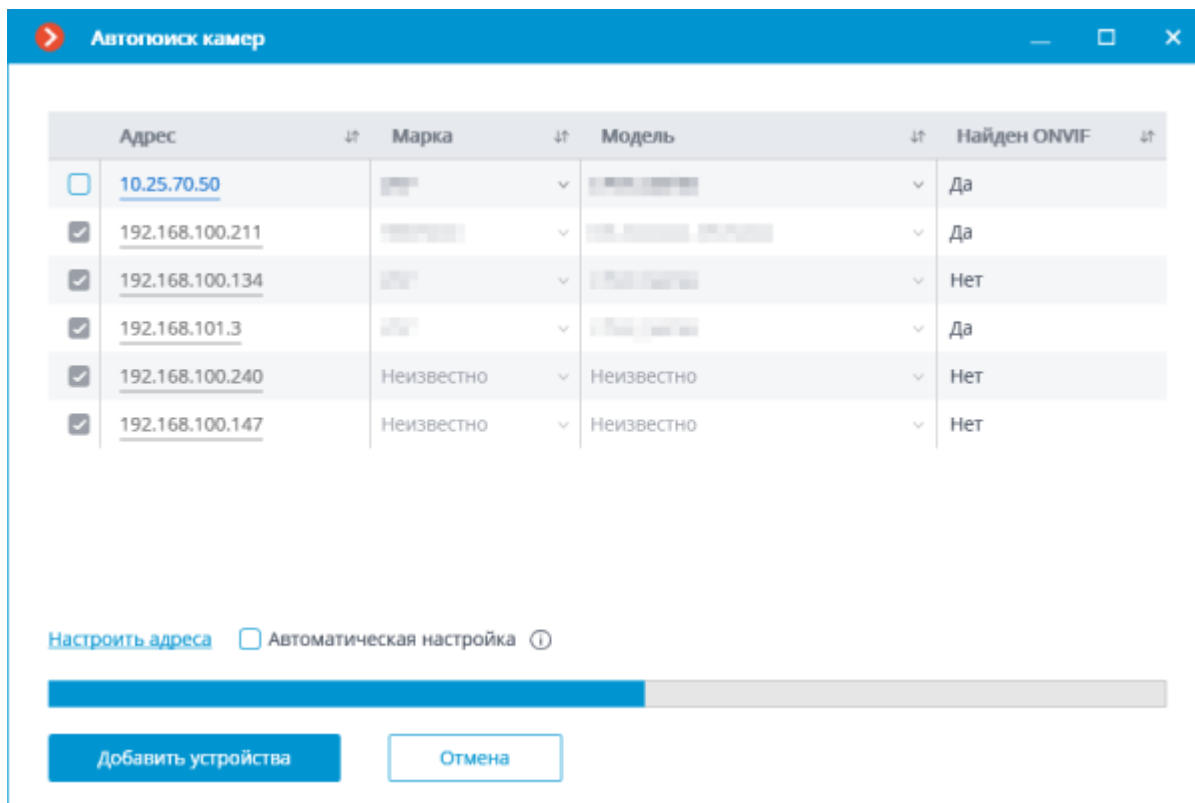 Автопоиск камер
Адрес Марка Модель Найден ONVIF
10.25.70.50 Да
192.168.100.211 Да
192.168.100.134 Нет
192.168.101.3 Да
192.168.100.240 Неизвестно Неизвестно Нет
192.168.100.147 Неизвестно Неизвестно Нет
Настроить адреса Автоматическая настройка
Добавить устройства Отмена